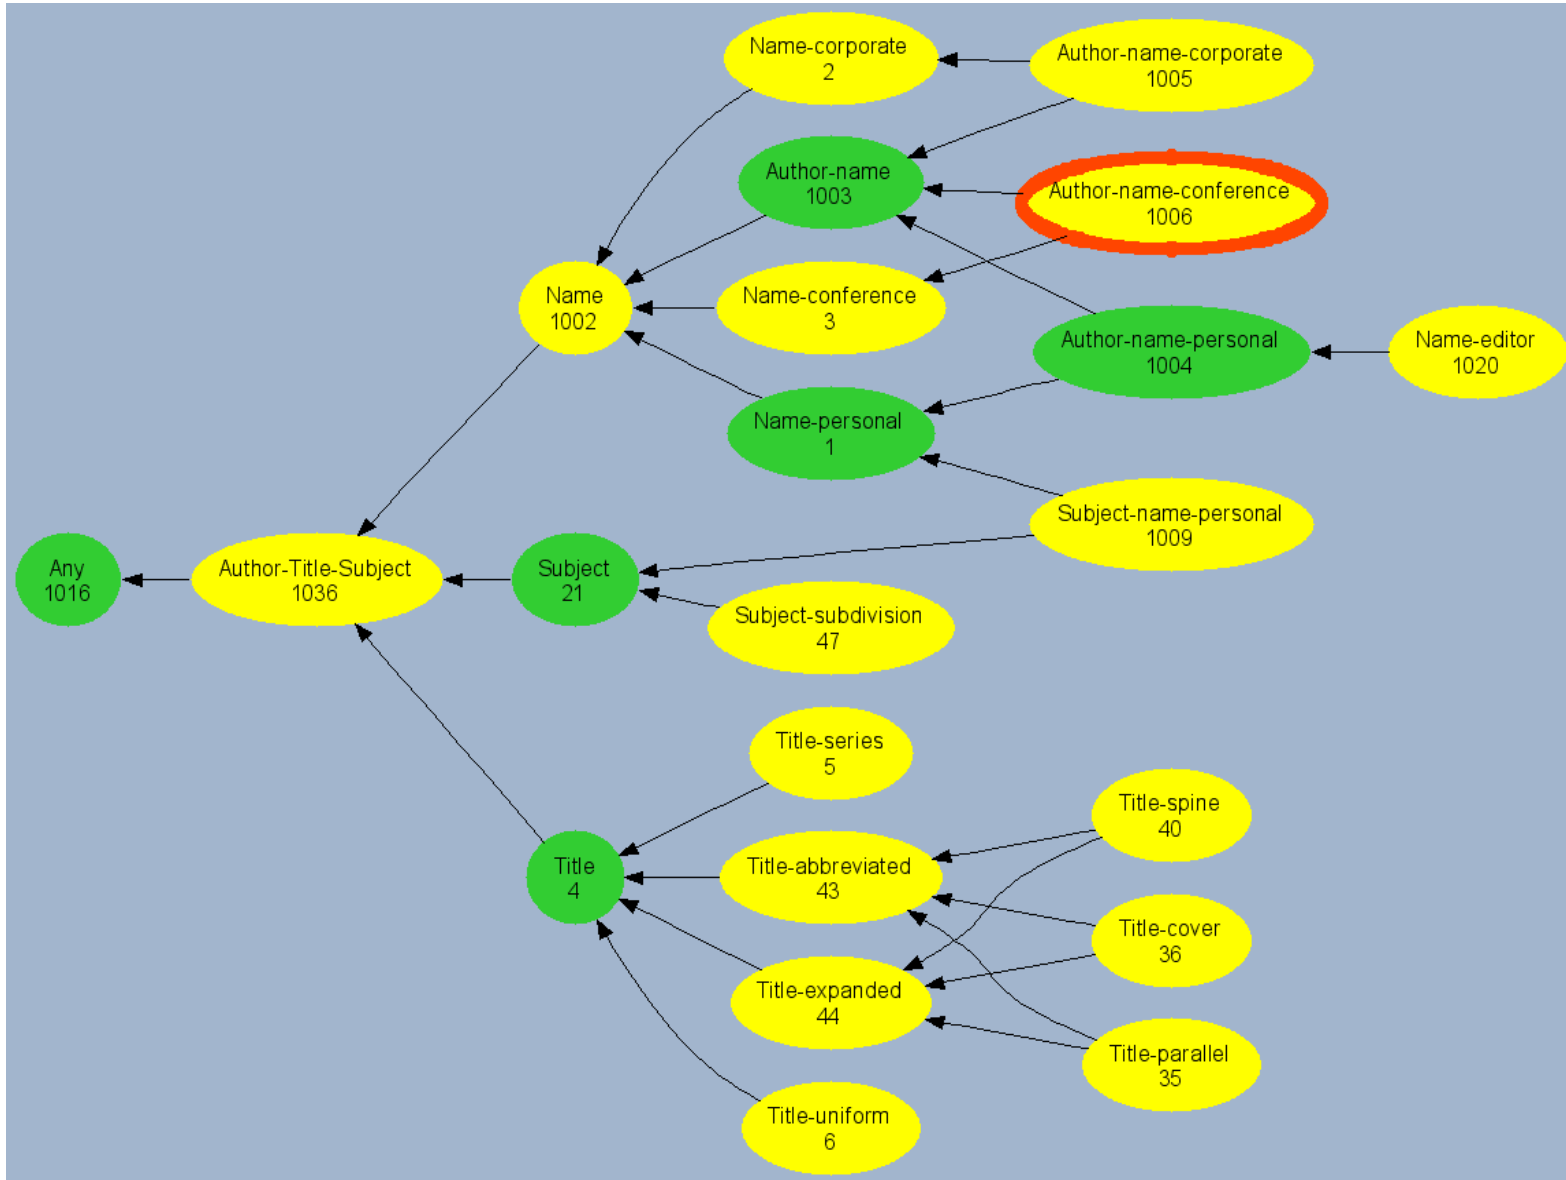 Name-corporate
2
Author-name-corporate
1005
Author-name
1003
Author-name-conference
1006
Name
1002
Name-conference
3
Author-name-personal
1004
Name-editor
1020
Name-personal
1
Subject-name-personal
1009
Any
1016
Author-Title-Subject
1036
Subject
21
Subject-subdivision
47
Title-series
5
Title-spine
40
Title
4
Title-abbreviated
43
Title-cover
36
Title-expanded
44
Title-parallel
35
Title-uniform
6